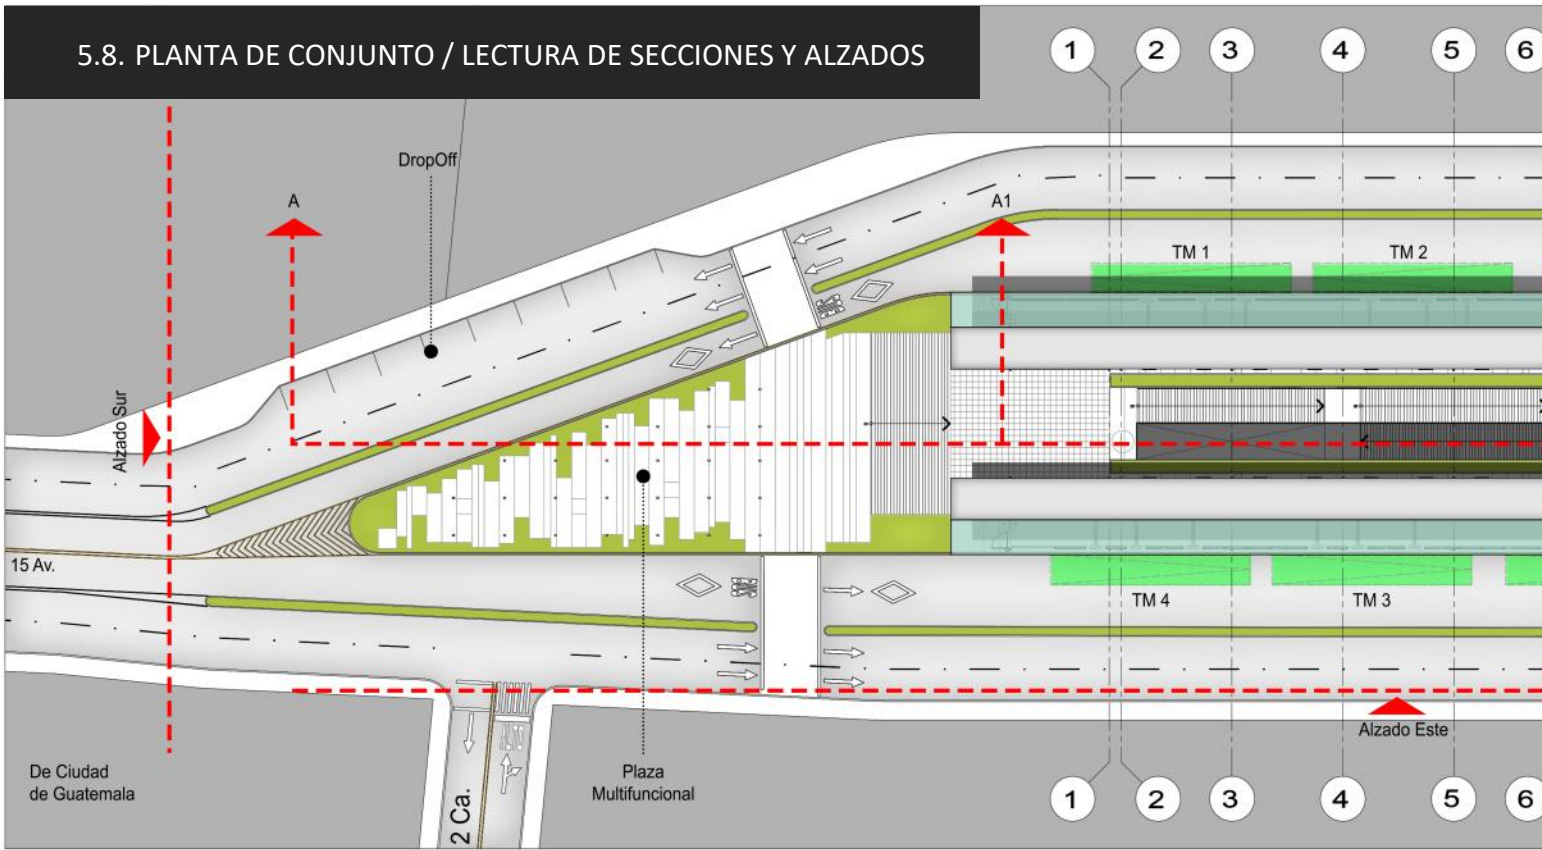 5.8. PLANTA DE CONJUNTO / LECTURA DE SECCIONES Y ALZADOS
1 2 3 4 5 6
DropOff
A
A1
TM 1
TM 2
Alzado Sur
15 Av.
TM 4
TM 3
Alzado Este
De Ciudad
de Guatemala
Plaza
Multifuncional
2 Ca.
1 2 3 4 5 6